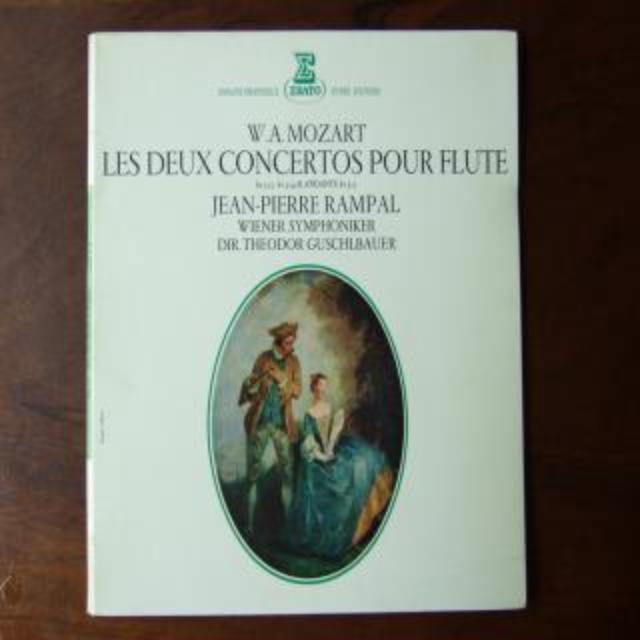 ERATO
W. A. MOZART
LES DEUX CONCERTOS POUR FLUTE
JEAN-PIERRE RAMPAL
WIENER SYMPHONIKER
DIR. THEODOR GUSCHLBAUER